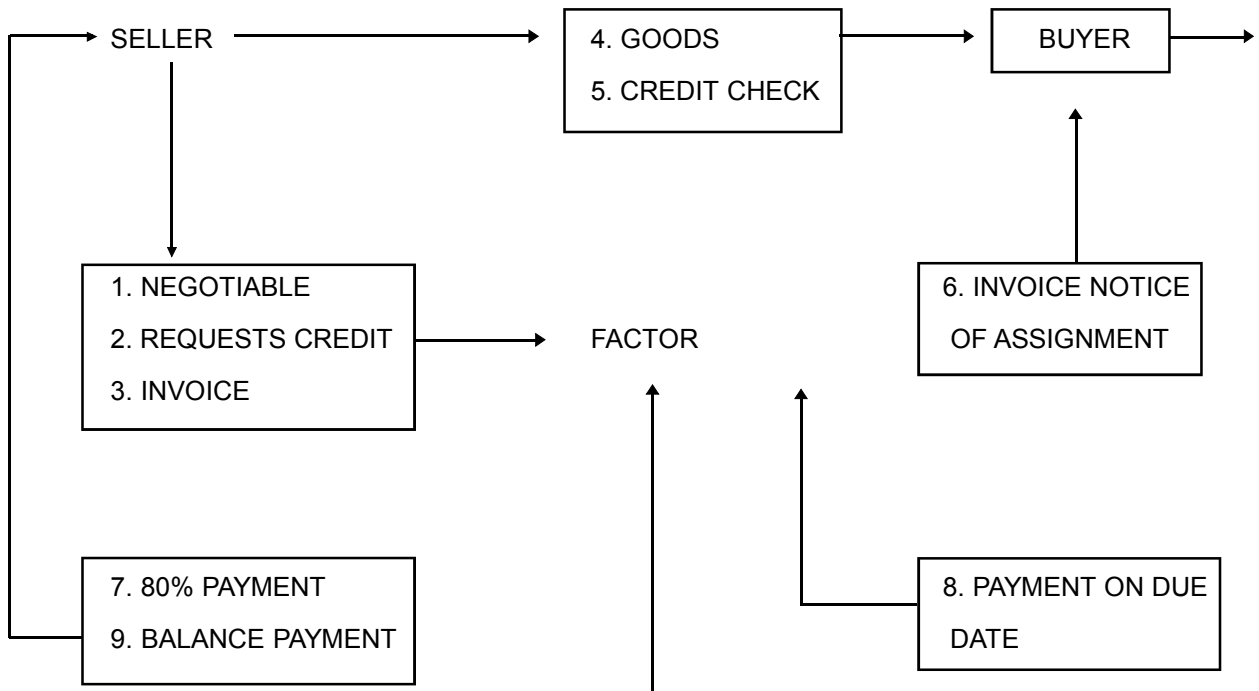 SELLER
4. GOODS
5. CREDIT CHECK
BUYER
1. NEGOTIABLE
2. REQUESTS CREDIT
3. INVOICE
FACTOR
6. INVOICE NOTICE
OF ASSIGNMENT
7. 80% PAYMENT
9. BALANCE PAYMENT
8. PAYMENT ON DUE
DATE